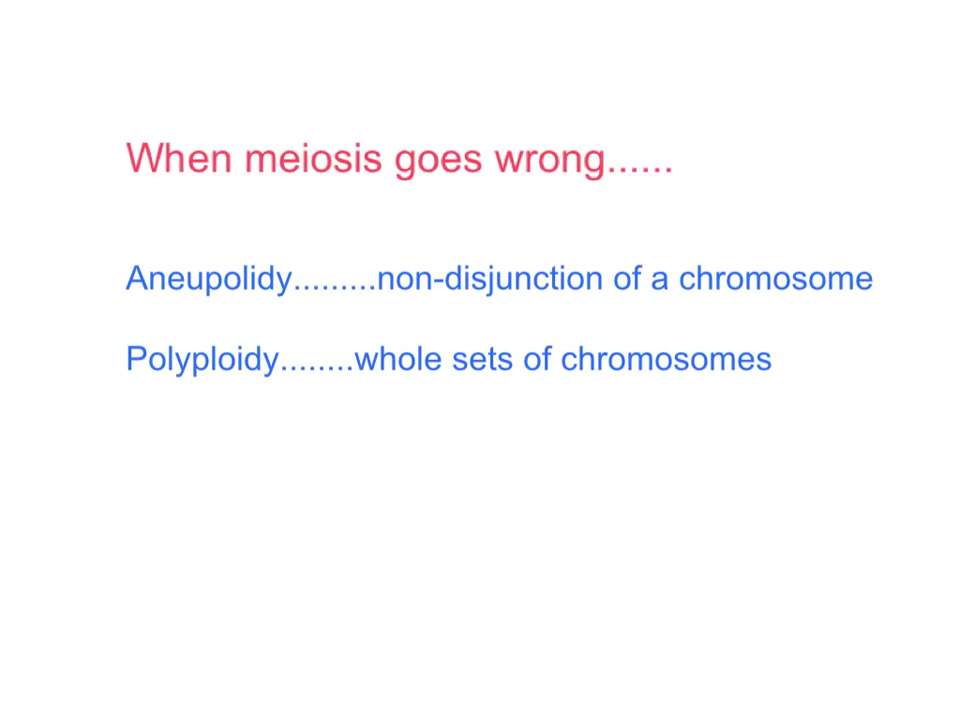 When meiosis goes wrong......
Aneupolidy.........non-disjunction of a chromosome
Polyploidy........whole sets of chromosomes